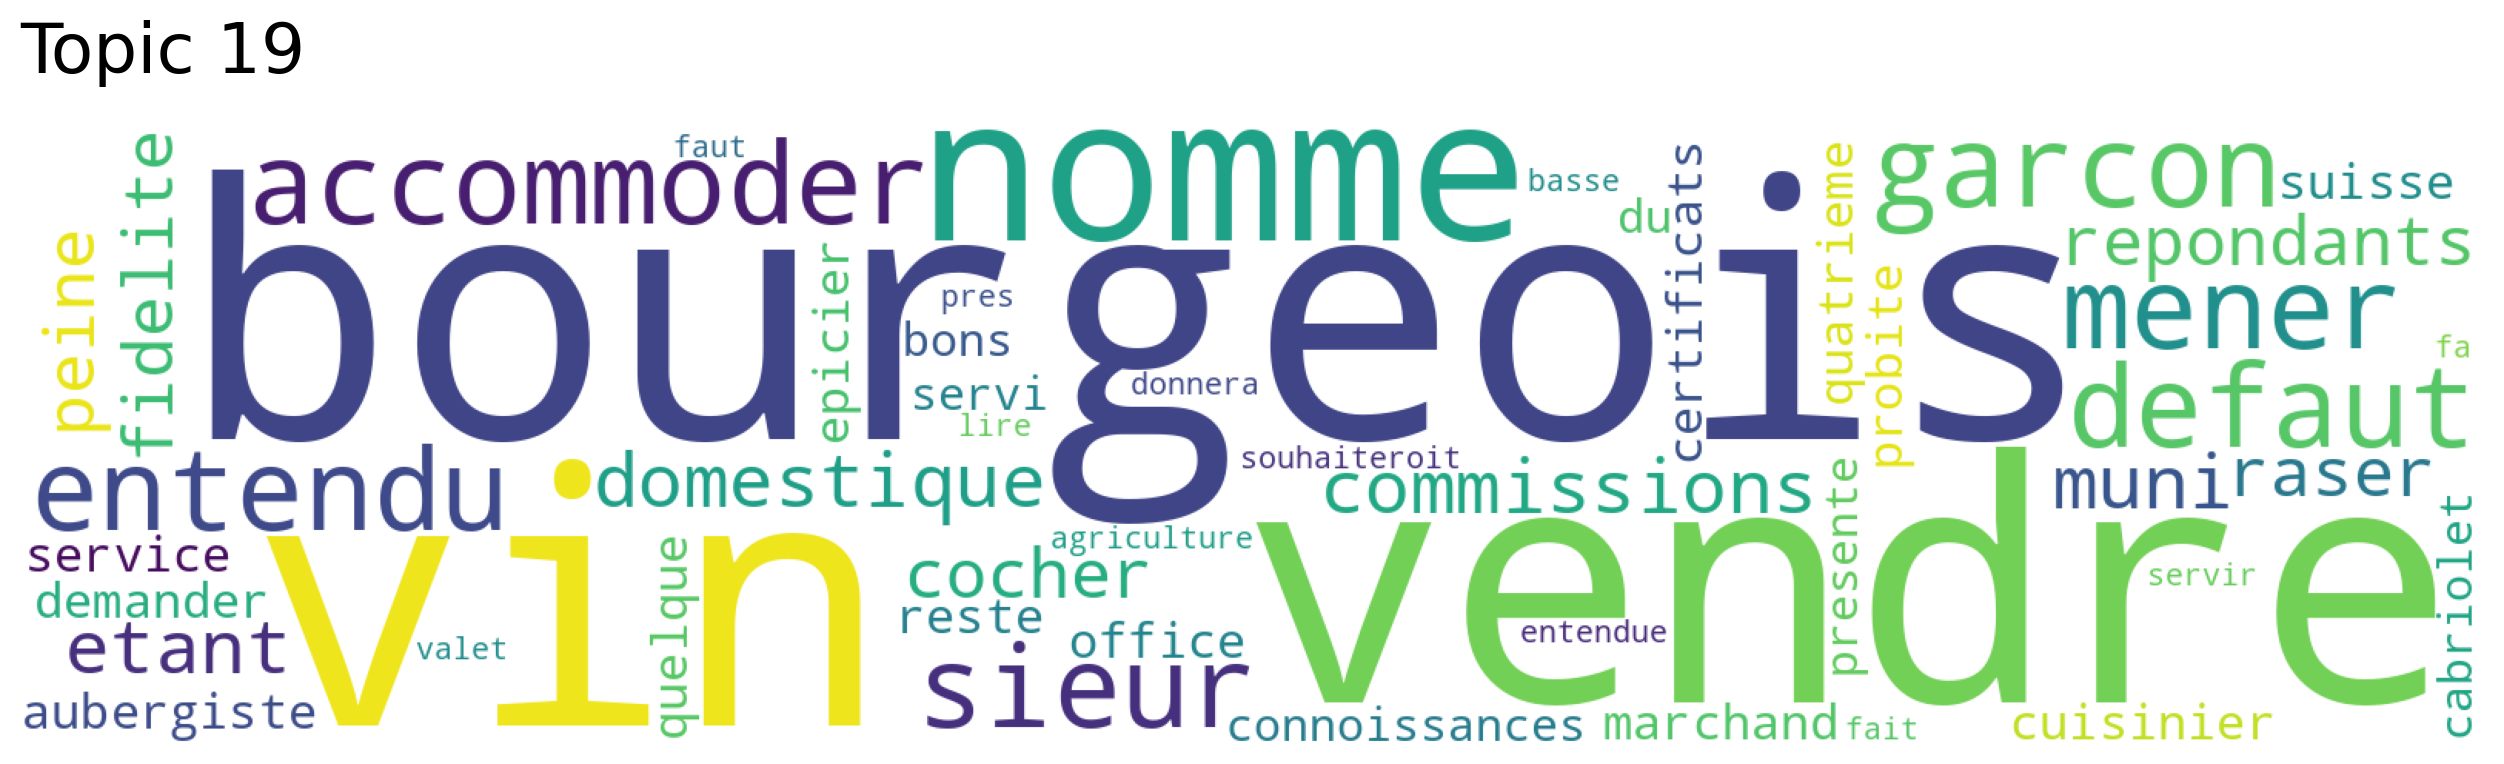 Topic 19
faut
accommoder
nomme
basse
du
certificats
quatrieme
garcon
suisse
fidelite
peine
repondants
bourgeois
epicier
pres
bons
servi
donnera
lire
probite
mener
fa
defaut
entendu
domestique
souhaiteroit
commissions
muni
raser
service
vin
quelque
agriculture
cocher
vendre
presente
servir
cabriolet
demander
etant
valet
reste
office
entendue
sieur
aubergiste
connoissances
marchand
fait
cuisinier